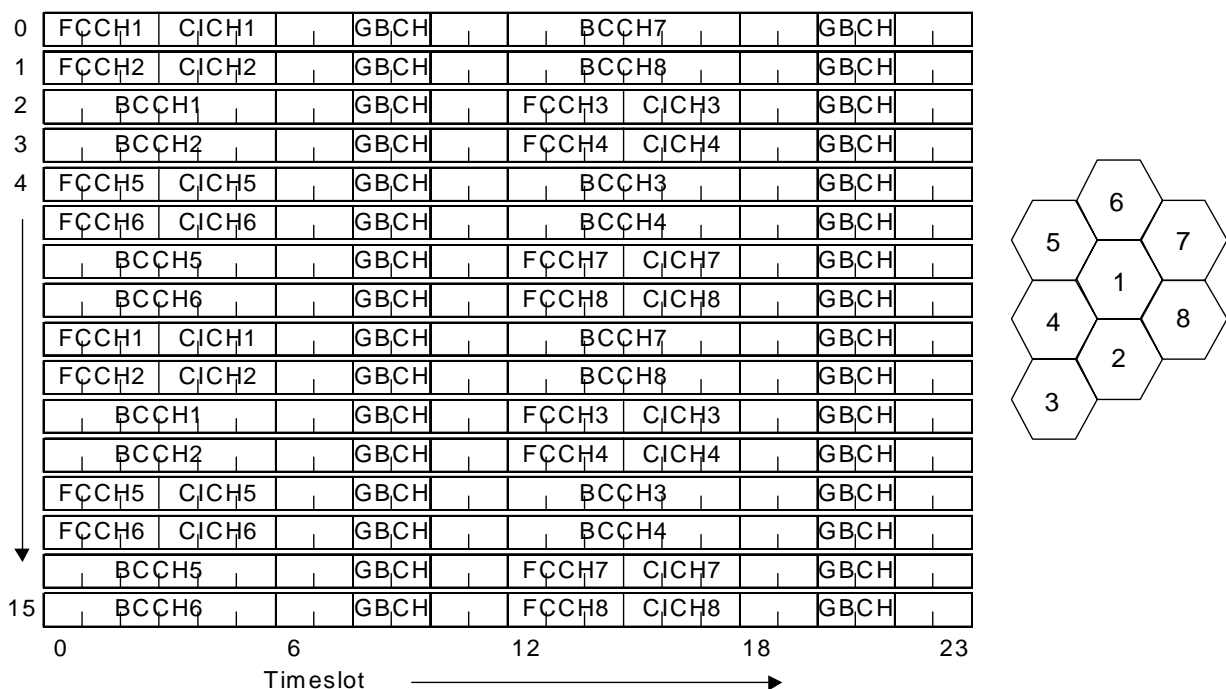 0 FCCH1 CICH1 GBCH BCCH7 GBCH
1 FCCH2 CICH2 GBCH BCCH8 GBCH
2 BCCH1 GBCH FCCH3 CICH3 GBCH
3 BCCH2 GBCH FCCH4 CICH4 GBCH
4 FCCH5 CICH5 GBCH BCCH3 GBCH
FCCH6 CICH6 GBCH BCCH4 GBCH
BCCH5 GBCH FCCH7 CICH7 GBCH
BCCH6 GBCH FCCH8 CICH8 GBCH
FCCH1 CICH1 GBCH BCCH7 GBCH
FCCH2 CICH2 GBCH BCCH8 GBCH
BCCH1 GBCH FCCH3 CICH3 GBCH
BCCH2 GBCH FCCH4 CICH4 GBCH
FCCH5 CICH5 GBCH BCCH3 GBCH
FCCH6 CICH6 GBCH BCCH4 GBCH
BCCH5 GBCH FCCH7 CICH7 GBCH
15 BCCH6 GBCH FCCH8 CICH8 GBCH
0 6 12 18 23
Timeslot
6
5 7
1
4 8
2
3